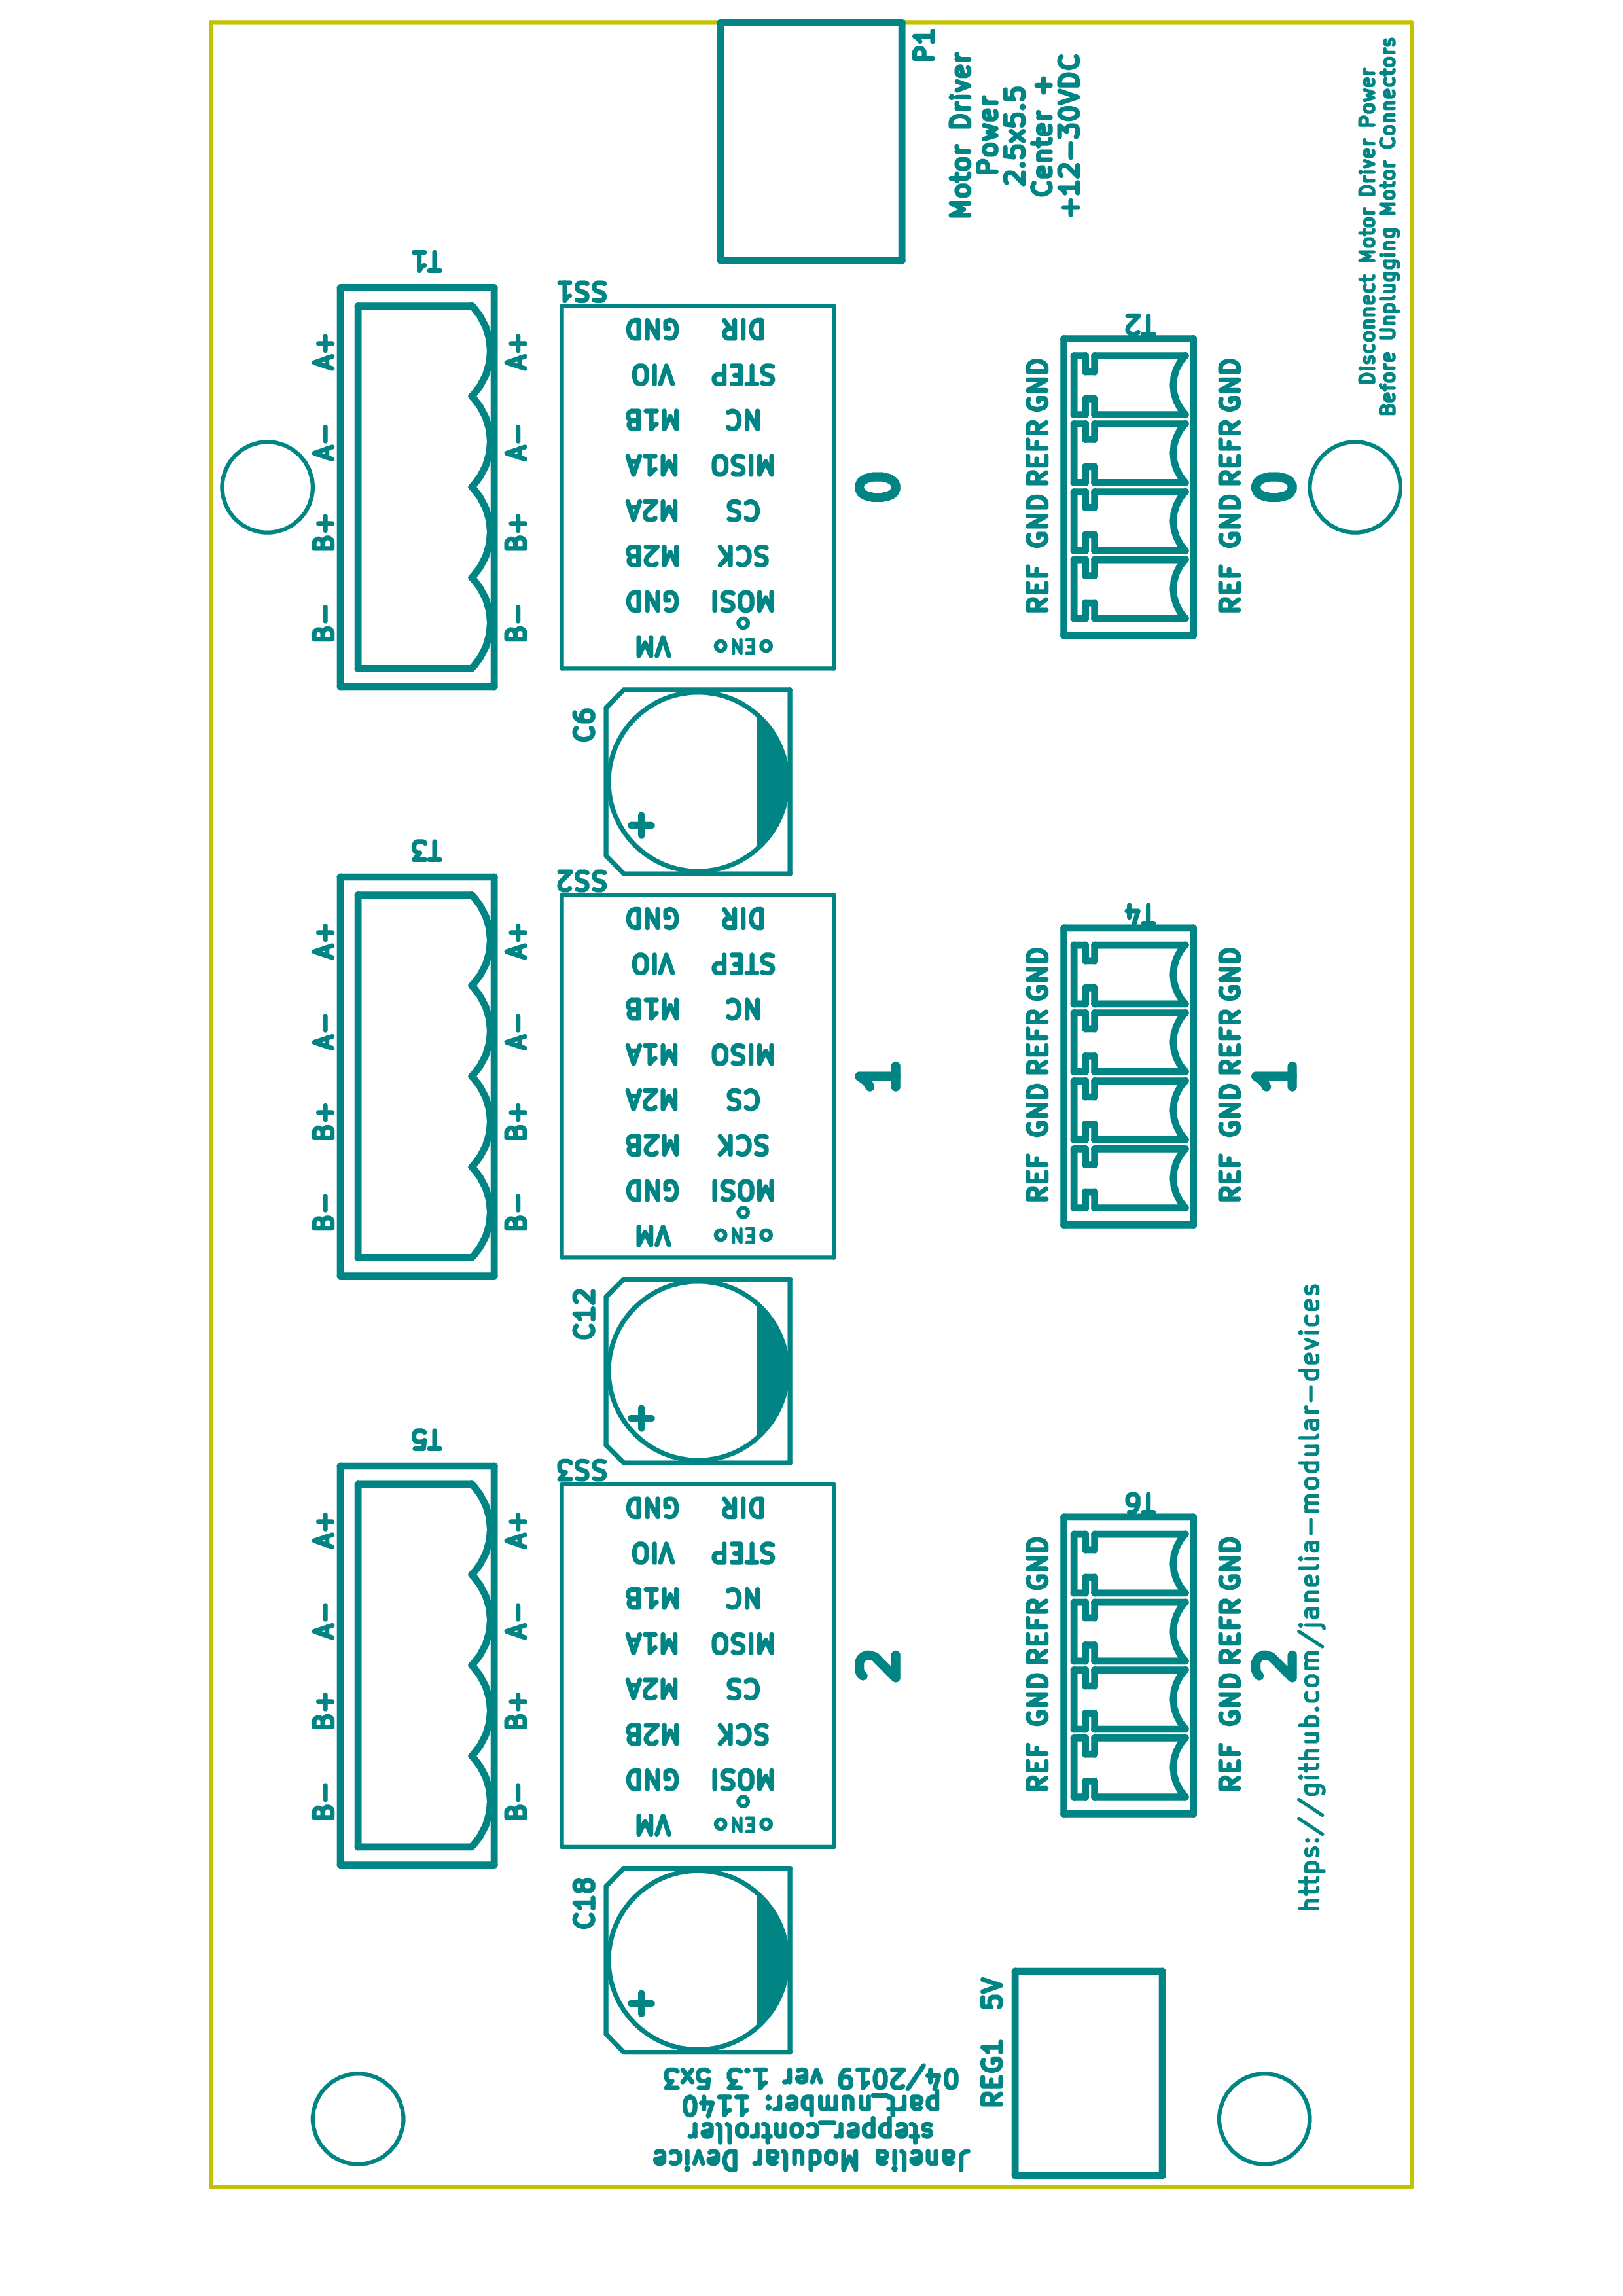 P1
Motor Driver
Power
2.5x5.5
Center +
+12-30VDC
Disconnect Motor Driver Power
Before Unplugging Motor Connectors
T1
A+ A+
A- A-
B+ B+
B- B-
SS1
GND DIR
VIO STEP
M1B NC
M1A MISO
M2A CS
M2B SCK
GND MOSI
VM EN
0
T2
GND GND
REFR REFR
GND GND
REF REF
0
C6
+
T3
A+ A+
A- A-
B+ B+
B- B-
SS2
GND DIR
VIO STEP
M1B NC
M1A MISO
M2A CS
M2B SCK
GND MOSI
VM EN
1
T4
GND GND
REFR REFR
GND GND
REF REF
1
C12
+
T5
A+ A+
A- A-
B+ B+
B- B-
SS3
GND DIR
VIO STEP
M1B NC
M1A MISO
M2A CS
M2B SCK
GND MOSI
VM EN
2
T6
GND GND
REFR REFR
GND GND
REF REF
2
https://github.com/janelia-modular-devices
C18
+
REG1 5V
Janelia Modular Device
stepper_controller
part_number: 1140
04/2019 ver 1.3 5x3